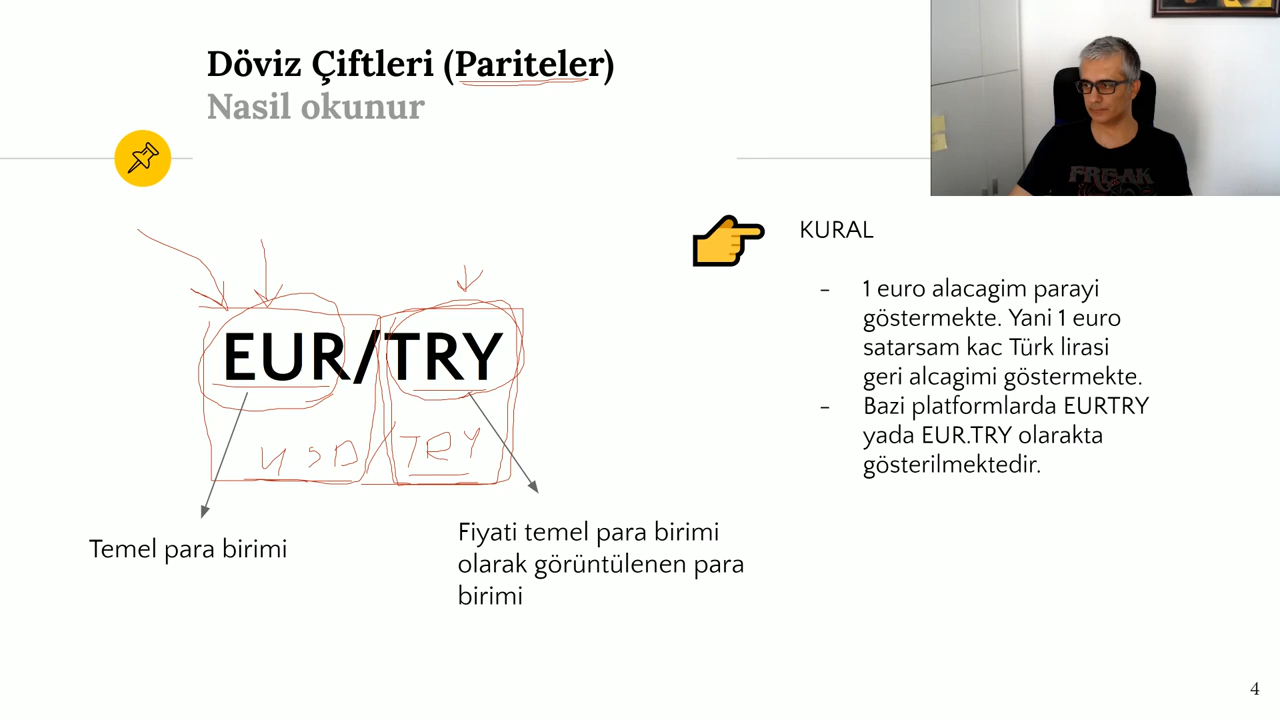 Döviz Çiftleri (Pariteler)
Nasil okunur
FREAK
KURAL
EUR/TRY
USD/TRY
- 1 euro alacagim parayi
göstermekte. Yani 1 euro
satarsam kac Türk lirasi
geri alcagimi göstermekte.
- Bazi platformlarda EURTRY
yada EUR.TRY olarakta
gösterilmektedir.
Temel para birimi
Fiyati temel para birimi
olarak görüntülenen para
birimi
4